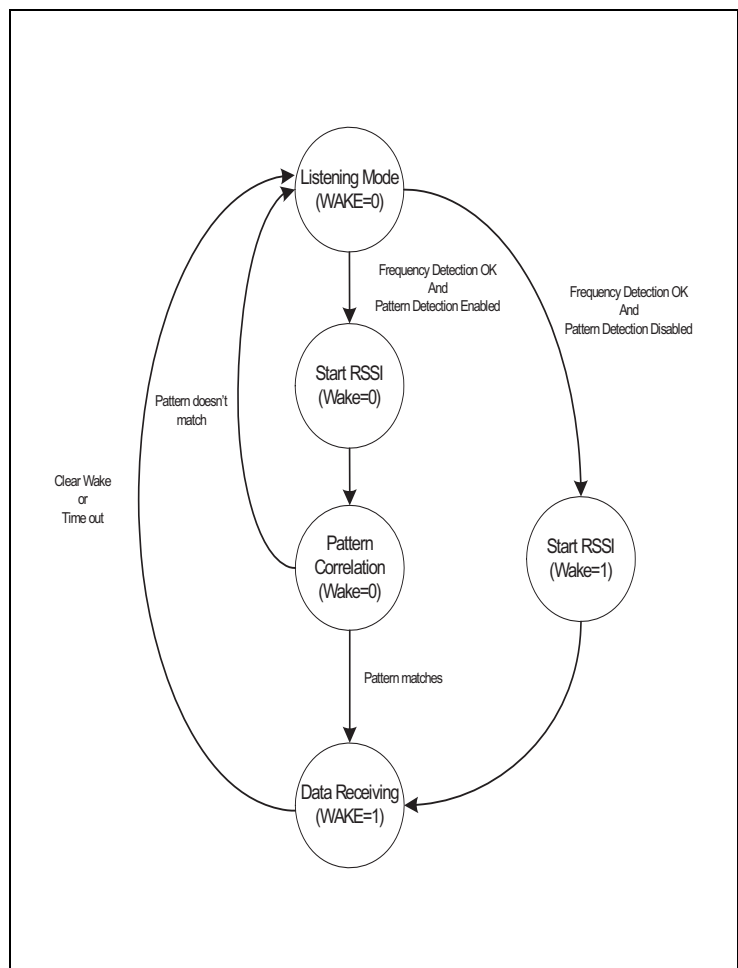 Listening Mode
(WAKE=0)
Frequency Detection OK
And
Pattern Detection Enabled
Frequency Detection OK
And
Pattern Detection Disabled
Start RSSI
(Wake=0)
Pattern doesn't
match
Clear Wake
or
Time out
Pattern
Correlation
(Wake=0)
Start RSSI
(Wake=1)
Pattern matches
Data Receiving
(WAKE=1)